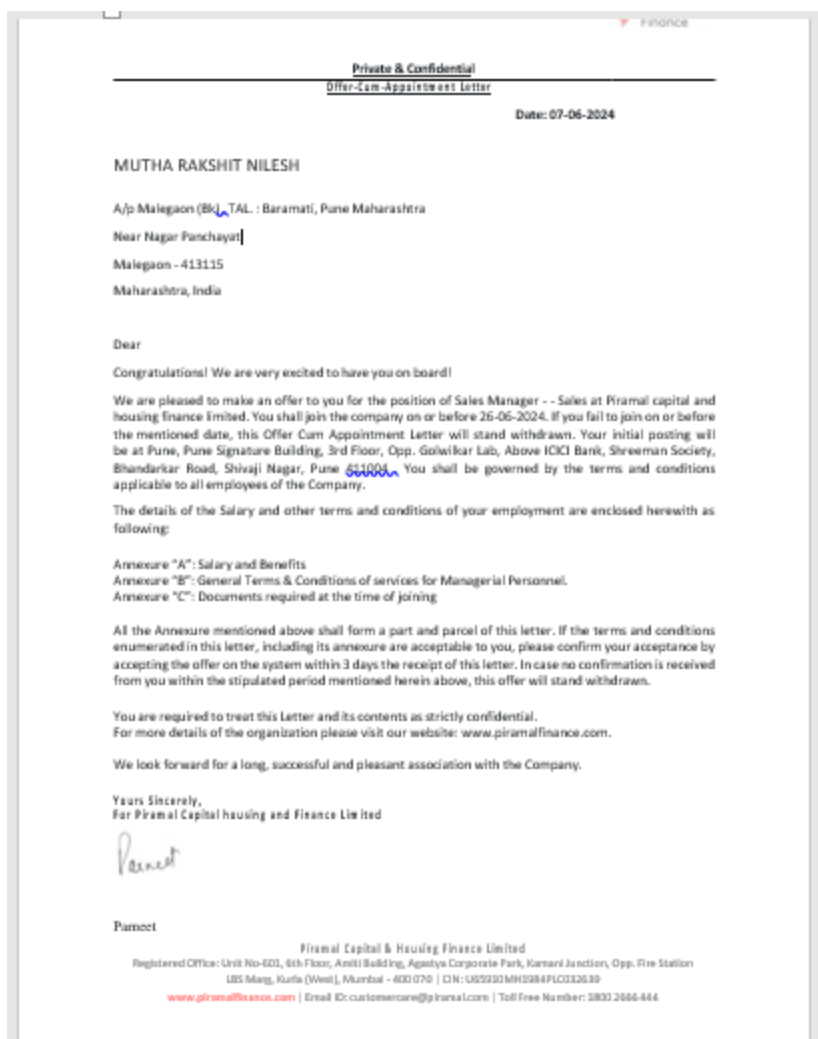 Finance
Private & Confidential
Offer-Cum-Appointment Letter
Date: 07-06-2024
MUTHA RAKSHIT NILESH
A/p Malegaon (Bk). TAL. : Baramati, Pune Maharashtra
Near Nagar Panchayat
Malegaon - 413115
Maharashtra, India
Dear
Congratulations! We are very excited to have you on board!
We are pleased to make an offer to you for the position of Sales Manager - - Sales at Piramal capital and
housing finance limited. You shall join the company on or before 26-06-2024. If you fail to join on or before
the mentioned date, this Offer Cum Appointment Letter will stand withdrawn. Your initial posting will
be at Pune, Pune Signature Building, 3rd Floor, Opp. Golwilkar Lab, Above ICICI Bank, Shreeman Society,
Bhandarkar Road, Shivaji Nagar, Pune 411004. You shall be governed by the terms and conditions
applicable to all employees of the Company.
The details of the Salary and other terms and conditions of your employment are enclosed herewith as
following:
Annexure "A": Salary and Benefits
Annexure "B": General Terms & Conditions of services for Managerial Personnel.
Annexure "C": Documents required at the time of joining
All the Annexure mentioned above shall form a part and parcel of this letter. If the terms and conditions
enumerated in this letter, including its annexure are acceptable to you, please confirm your acceptance by
accepting the offer on the system within 3 days the receipt of this letter. In case no confirmation is received
from you within the stipulated period mentioned herein above, this offer will stand withdrawn.
You are required to treat this Letter and its contents as strictly confidential.
For more details of the organization please visit our website: www.piramalfinance.com.
We look forward for a long, successful and pleasant association with the Company.
Yours Sincerely,
For Piramal Capital housing and Finance Limited
Parneet
Parneet
Piramal Capital & Housing Finance Limited
Registered Office: Unit No-601, 6th Floor, Amiti Building, Agastya Corporate Park, Kamani Junction, Opp. Fire Station
LBS Marg, Kurla (West), Mumbai - 400070 | CIN: U65910MH1984PLC032639
www.piramalfinance.com | Email ID: customercare@piramal.com | Toll Free Number: 1800 2666 444